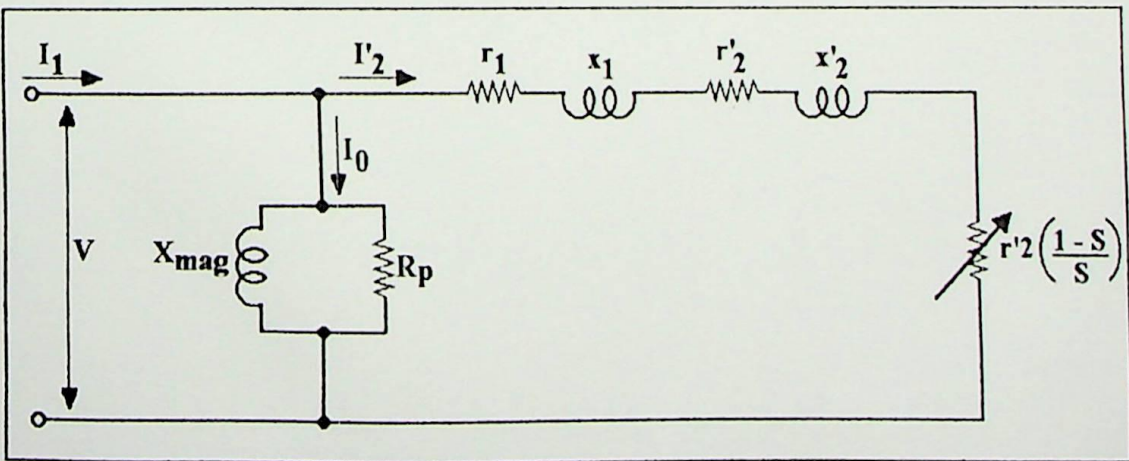 I₁
I'₂
r₁
x₁
r'₂
x'₂
I₀
V
Xmag
Rp
r'2 (1 - S / S)